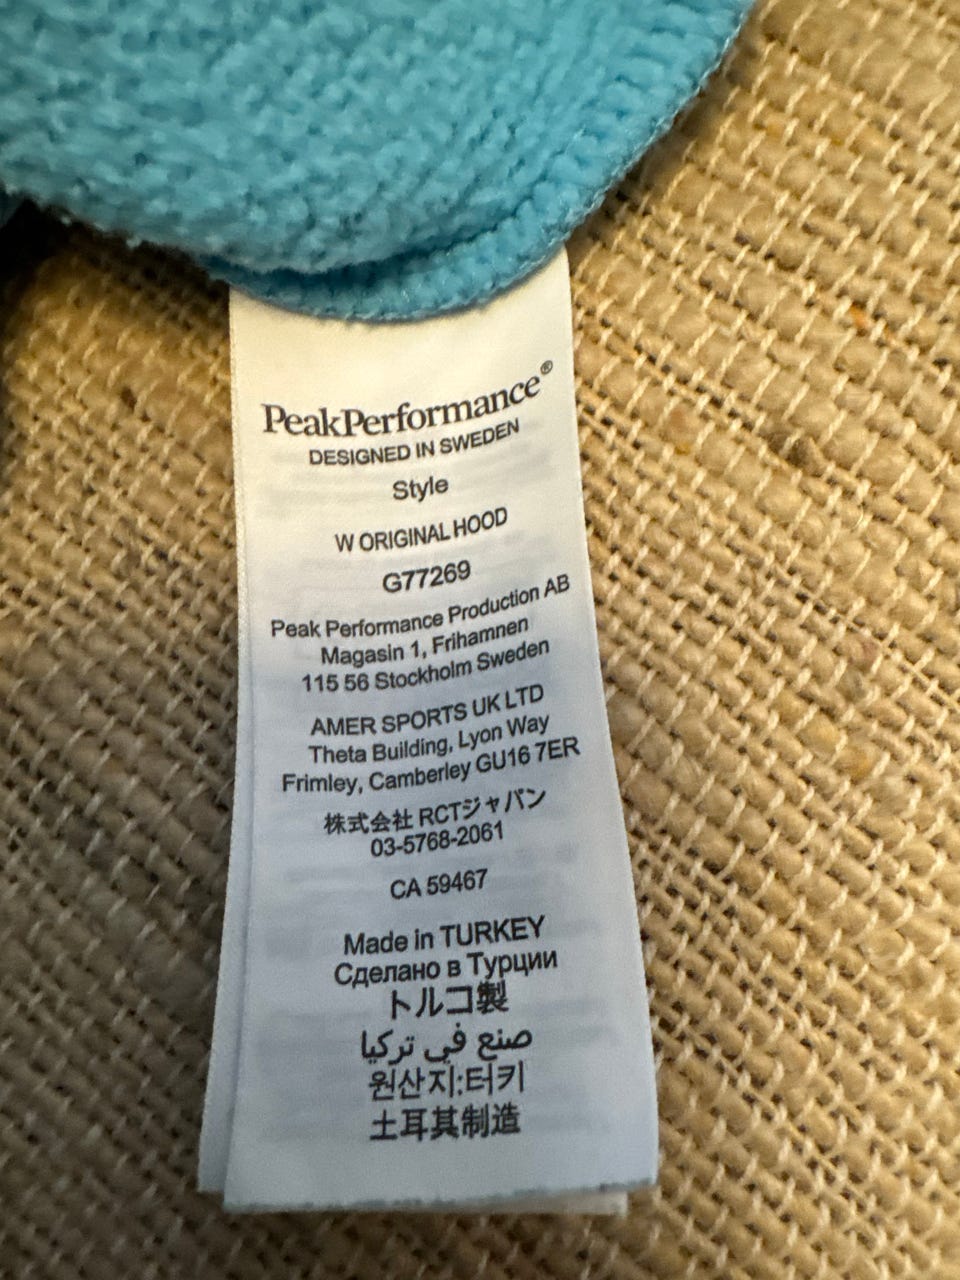 PeakPerformance®
DESIGNED IN SWEDEN
Style
W ORIGINAL HOOD
G77269
Peak Performance Production AB
Magasin 1, Frihamnen
115 56 Stockholm Sweden
AMER SPORTS UK LTD
Theta Building, Lyon Way
Frimley, Camberley GU16 7ER
株式会社 RCTジャパン
03-5768-2061
CA 59467
Made in TURKEY
Сделано в Турции
トルコ製
صنع في تركيا
원산지:터키
土耳其制造